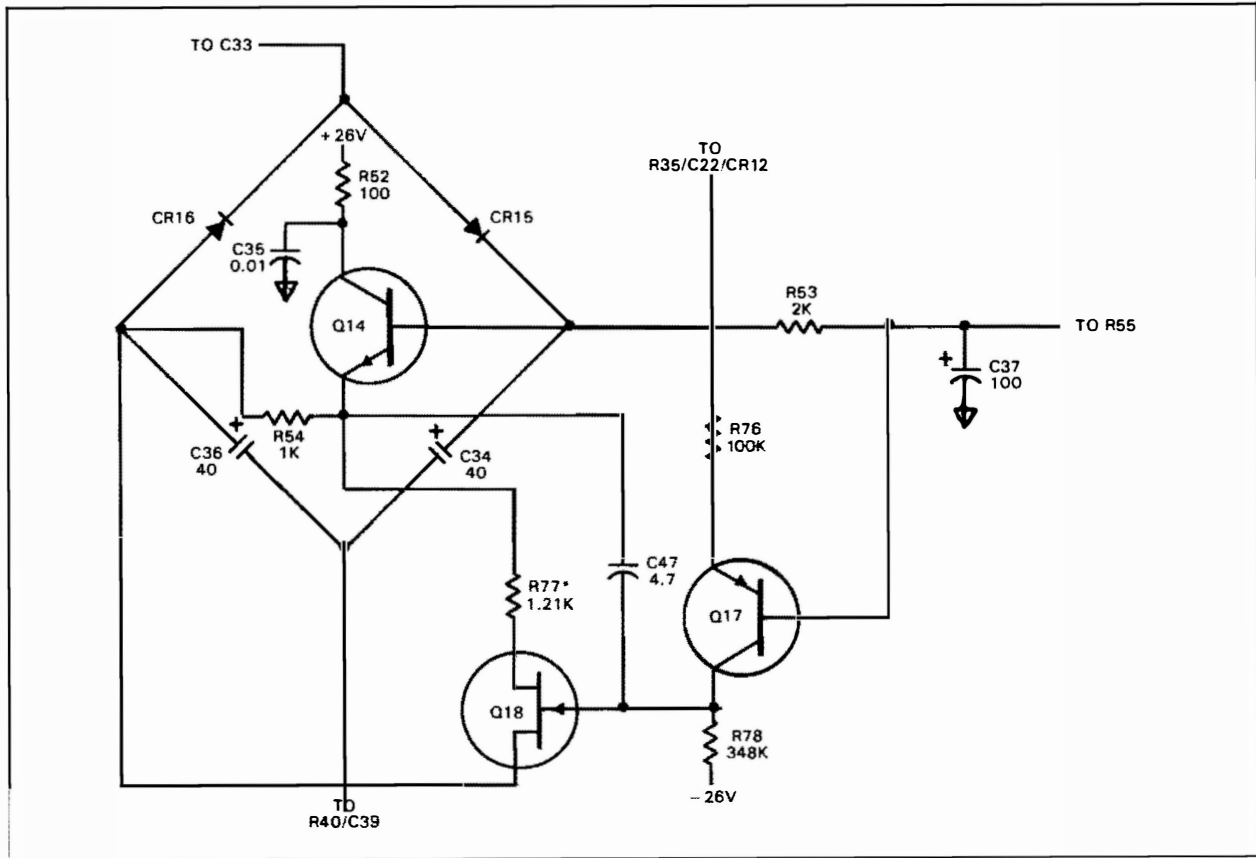 TO C33
+26V
R52
100
TO
R35/C22/CR12
CR16
CR15
C35
0.01
Q14
R53
2K
TO R55
+
C37
100
+
R54
1K
+
C36
40
C34
40
R76
100K
C47
4.7
R77*
1.21K
Q17
Q18
R78
348K
-26V
TO
R40/C39